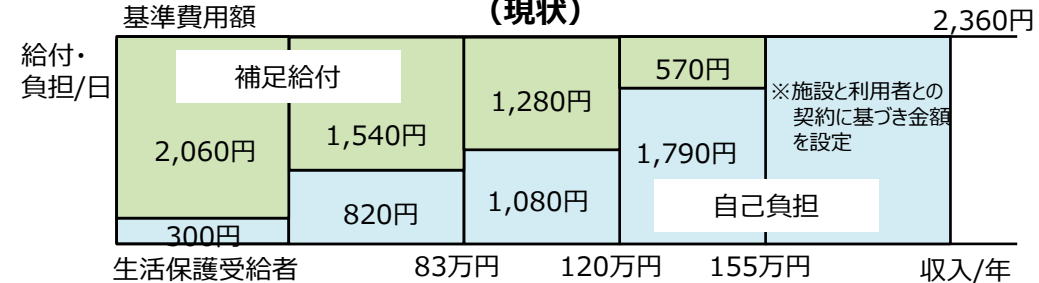 （現状）
基準費用額
2,360円
給付・
負担/日
補足給付
570円
※施設と利用者との
契約に基づき金額
を設定
1,280円
1,540円
2,060円
1,790円
820円
1,080円
自己負担
300円
生活保護受給者
83万円
120万円
155万円
収入/年